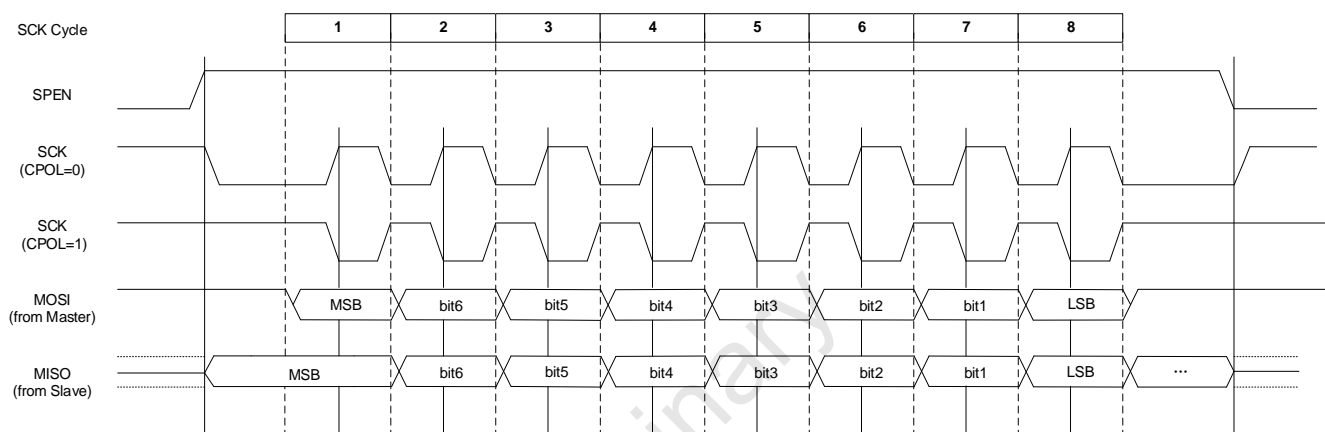 SCK Cycle 1 2 3 4 5 6 7 8
SPEN
SCK
(CPOL=0)
SCK
(CPOL=1)
MOSI
(from Master)
MSB bit6 bit5 bit4 bit3 bit2 bit1 LSB
MISO
(from Slave)
MSB bit6 bit5 bit4 bit3 bit2 bit1 LSB ...
inary